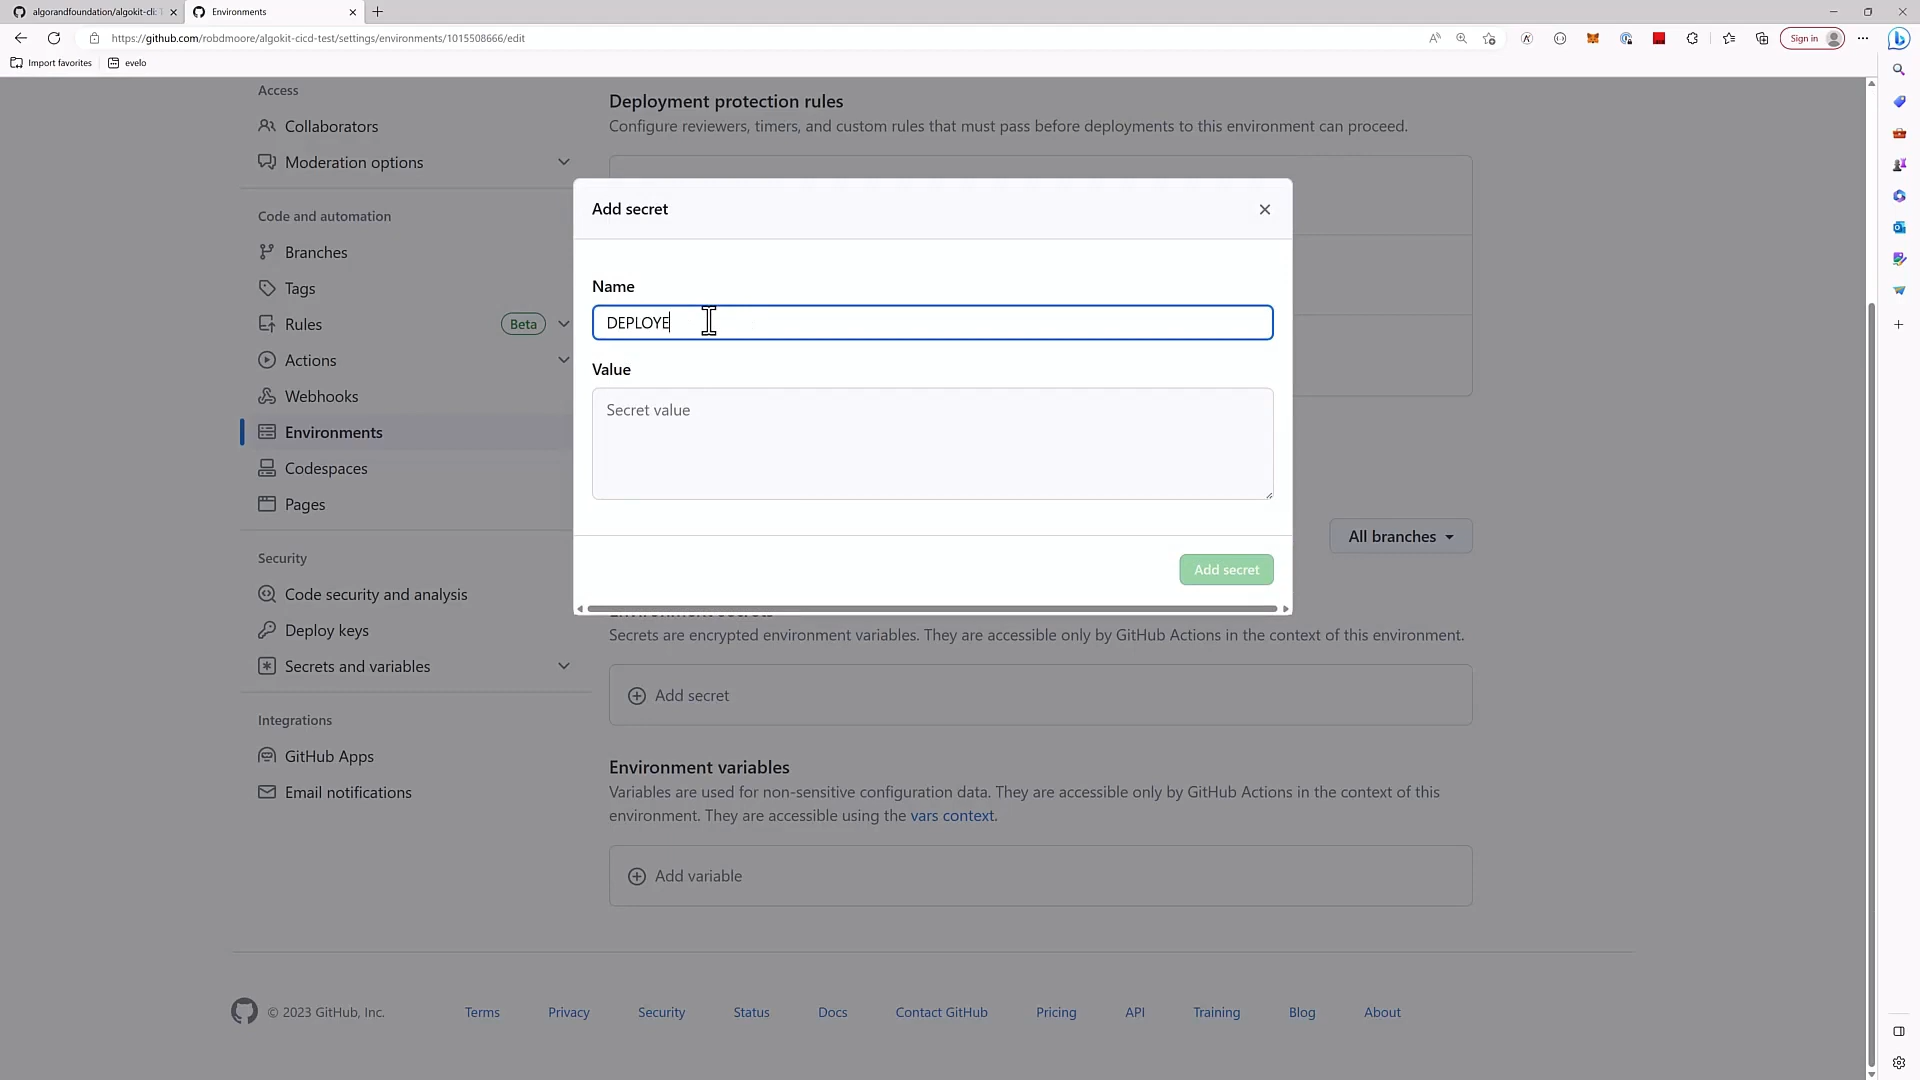 algorandfoundation/algokit-cli:
Environments
https://github.com/robdmoore/algokit-cicd-test/settings/environments/1015508666/edit
Sign in
Import favorites
evelo
Access
Collaborators
Moderation options
Code and automation
Branches
Tags
Rules
Beta
Actions
Webhooks
Environments
Codespaces
Pages
Security
Code security and analysis
Deploy keys
Secrets and variables
Integrations
GitHub Apps
Email notifications
Deployment protection rules
Configure reviewers, timers, and custom rules that must pass before deployments to this environment can proceed.
Add secret
Name
DEPLOYE
Value
Secret value
Add secret
All branches
Secrets are encrypted environment variables. They are accessible only by GitHub Actions in the context of this environment.
Add secret
Environment variables
Variables are used for non-sensitive configuration data. They are accessible only by GitHub Actions in the context of this
environment. They are accessible using the vars context.
Add variable
© 2023 GitHub, Inc.
Terms
Privacy
Security
Status
Docs
Contact GitHub
Pricing
API
Training
Blog
About